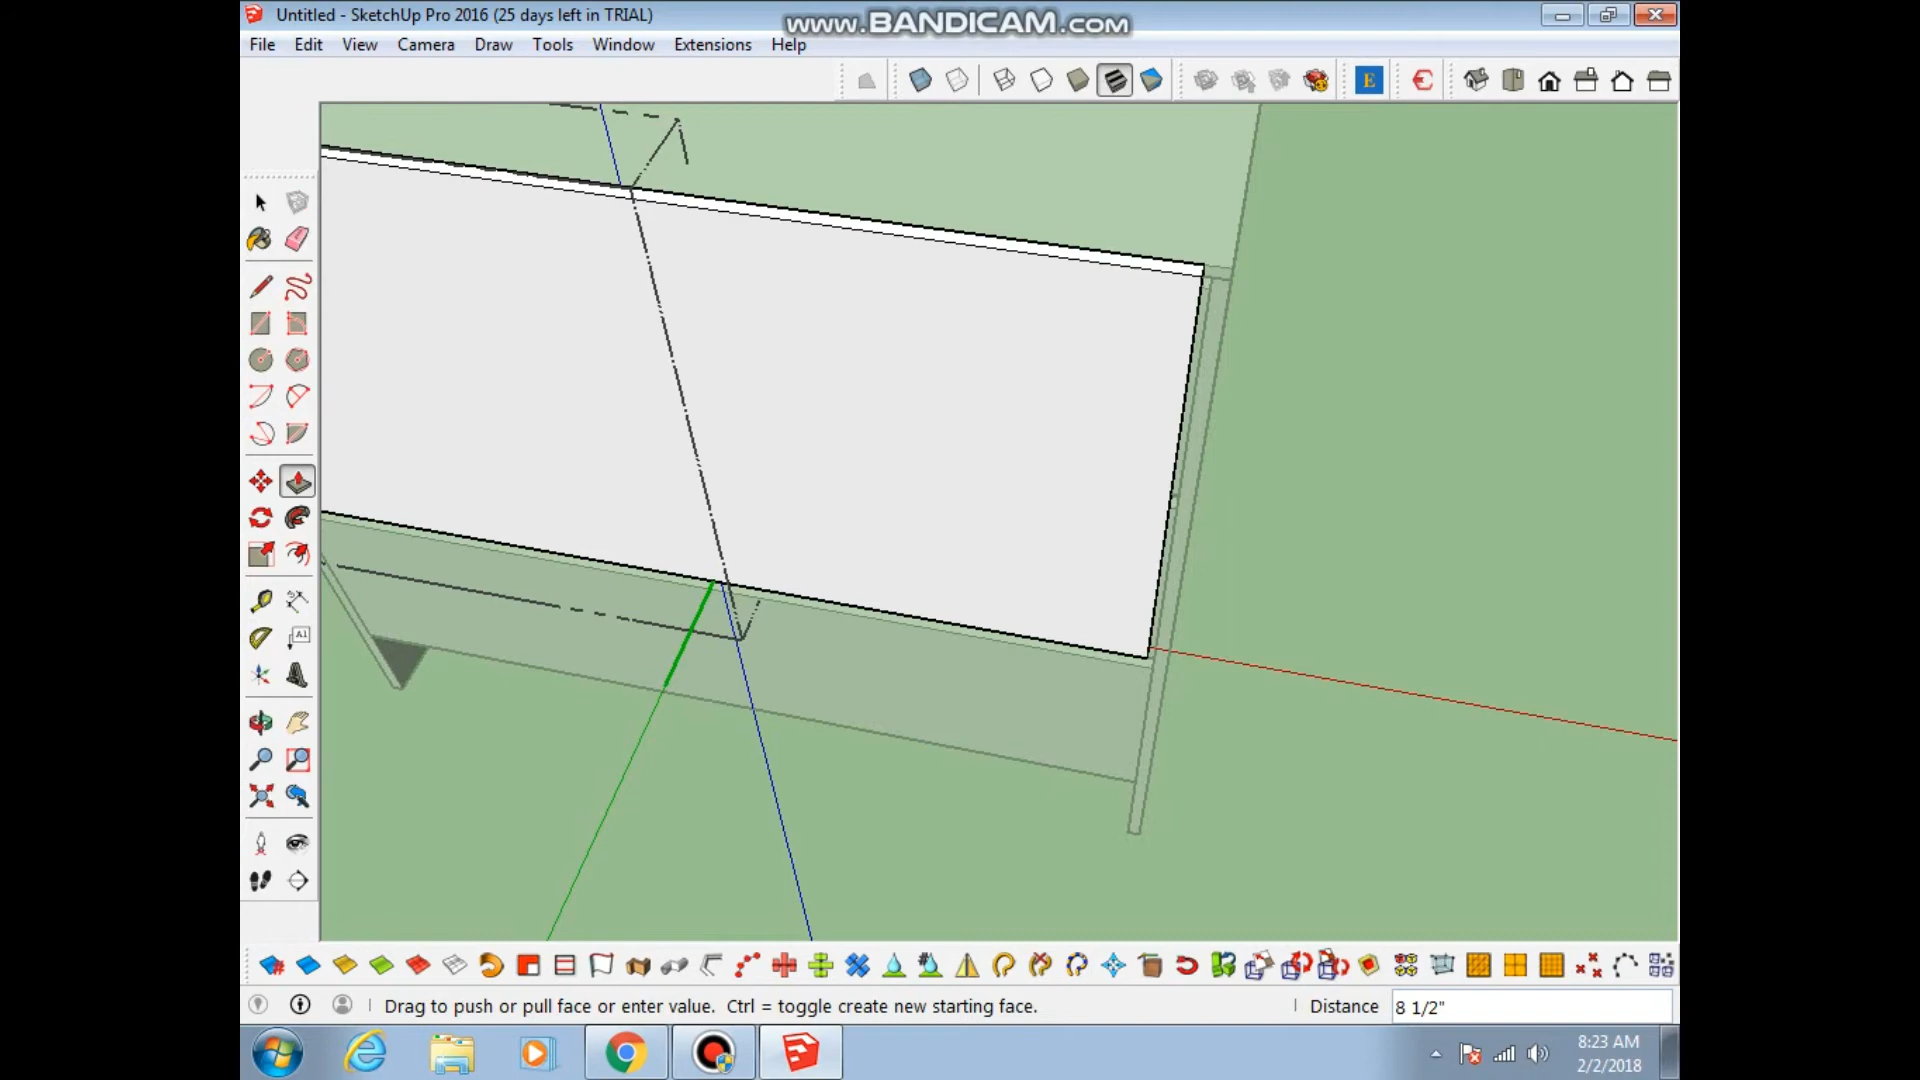 Untitled - SketchUp Pro 2016 (25 days left in TRIAL)
www.BANDICAM.com
File Edit View Camera Draw Tools Window Extensions Help
E
A1
Drag to push or pull face or enter value. Ctrl = toggle create new starting face.
Distance 8 1/2"
8:23 AM
2/2/2018